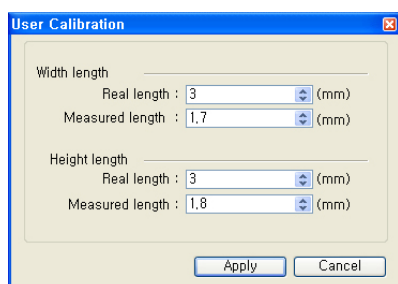 User Calibration
Width length
Real length : 3 (mm)
Measured length : 1,7 (mm)
Height length
Real length : 3 (mm)
Measured length : 1,8 (mm)
Apply Cancel